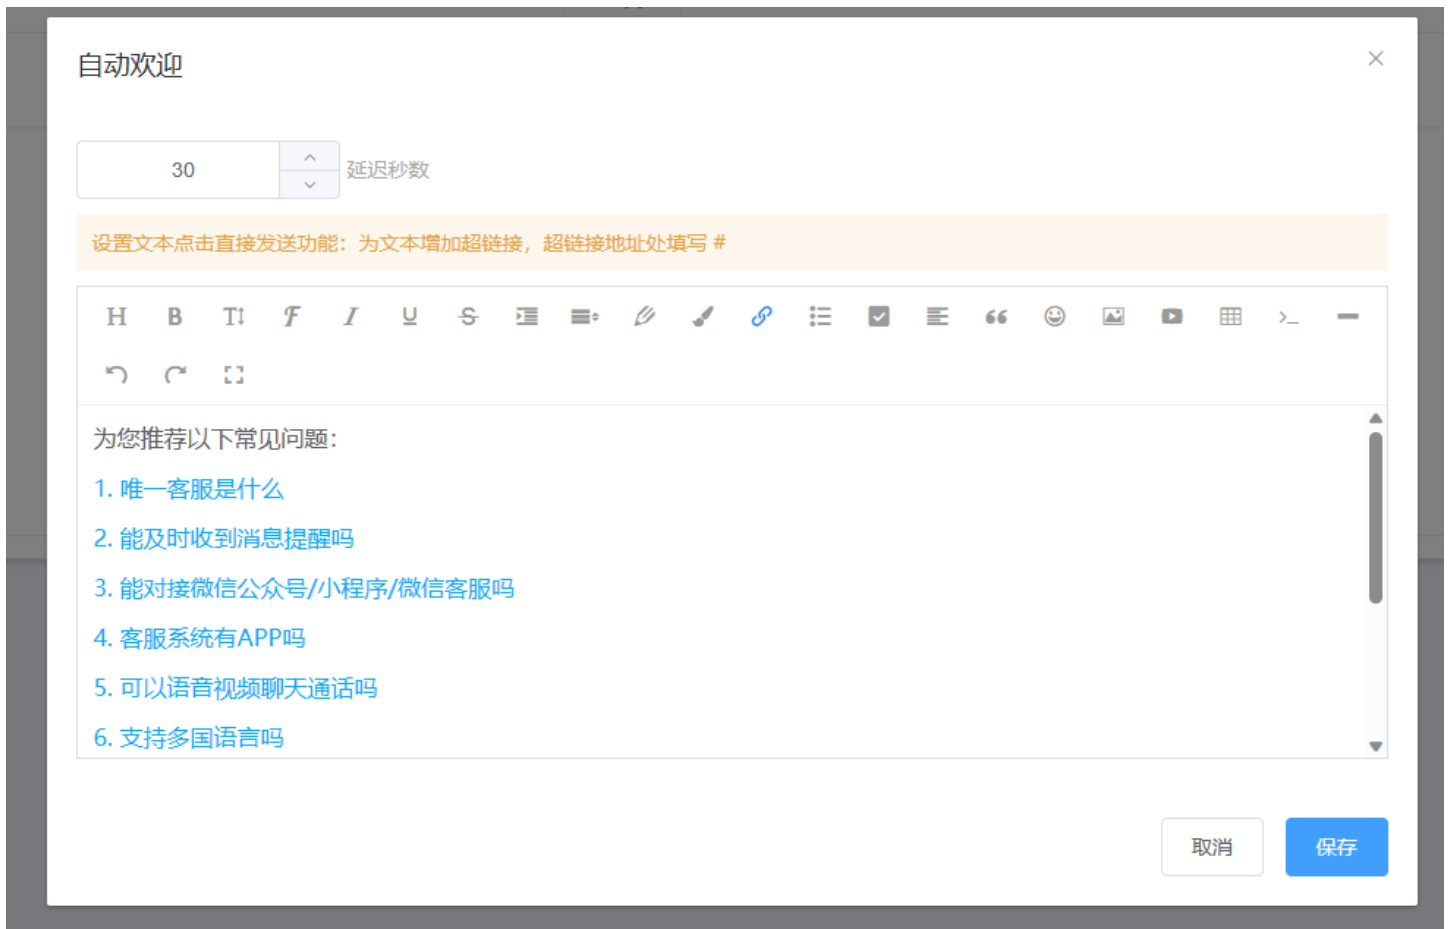 自动欢迎
30
延迟秒数
设置文本点击直接发送功能：为文本增加超链接，超链接地址处填写 #
为您推荐以下常见问题：
1. 唯一客服是什么
2. 能及时收到消息提醒吗
3. 能对接微信公众号/小程序/微信客服吗
4. 客服系统有APP吗
5. 可以语音视频聊天通话吗
6. 支持多国语言吗
取消
保存